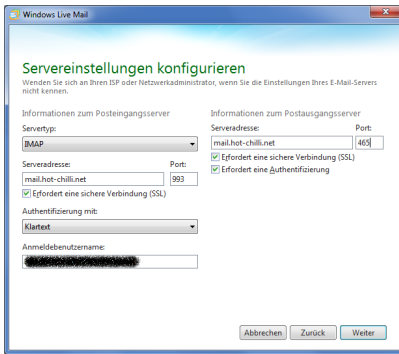 Windows Live Mail
Servereinstellungen konfigurieren
Wenden Sie sich an Ihren ISP oder Netzwerkadministrator, wenn Sie die Einstellungen Ihres E-Mail-Servers
nicht kennen.
Informationen zum Posteingangsserver
Servertyp:
IMAP
Serveradresse: Port:
mail.hot-chilli.net 993
Erfordert eine sichere Verbindung (SSL)
Authentifizierung mit:
Klartext
Anmeldebenutzername:
Informationen zum Postausgangsserver
Serveradresse: Port:
mail.hot-chilli.net 465
Erfordert eine sichere Verbindung (SSL)
Erfordert eine Authentifizierung
Abbrechen Zurück Weiter